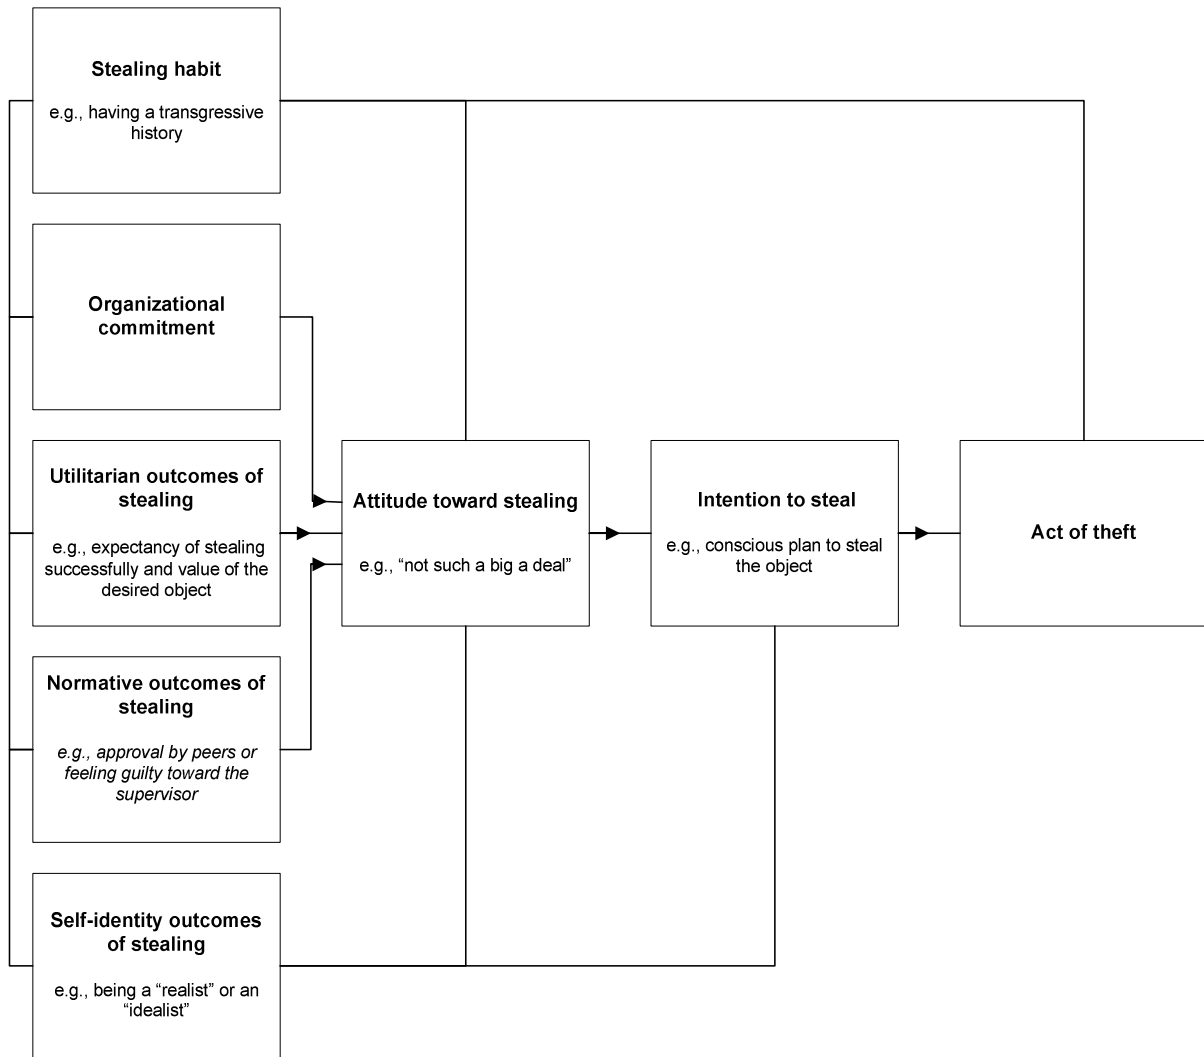 Stealing habit
e.g., having a transgressive
history
Organizational
commitment
Utilitarian outcomes of
stealing
e.g., expectancy of stealing
successfully and value of the
desired object
Normative outcomes of
stealing
e.g., approval by peers or
feeling guilty toward the
supervisor
Self-identity outcomes
of stealing
e.g., being a “realist” or an
“idealist”
Attitude toward stealing
e.g., “not such a big a deal”
Intention to steal
e.g., conscious plan to steal
the object
Act of theft